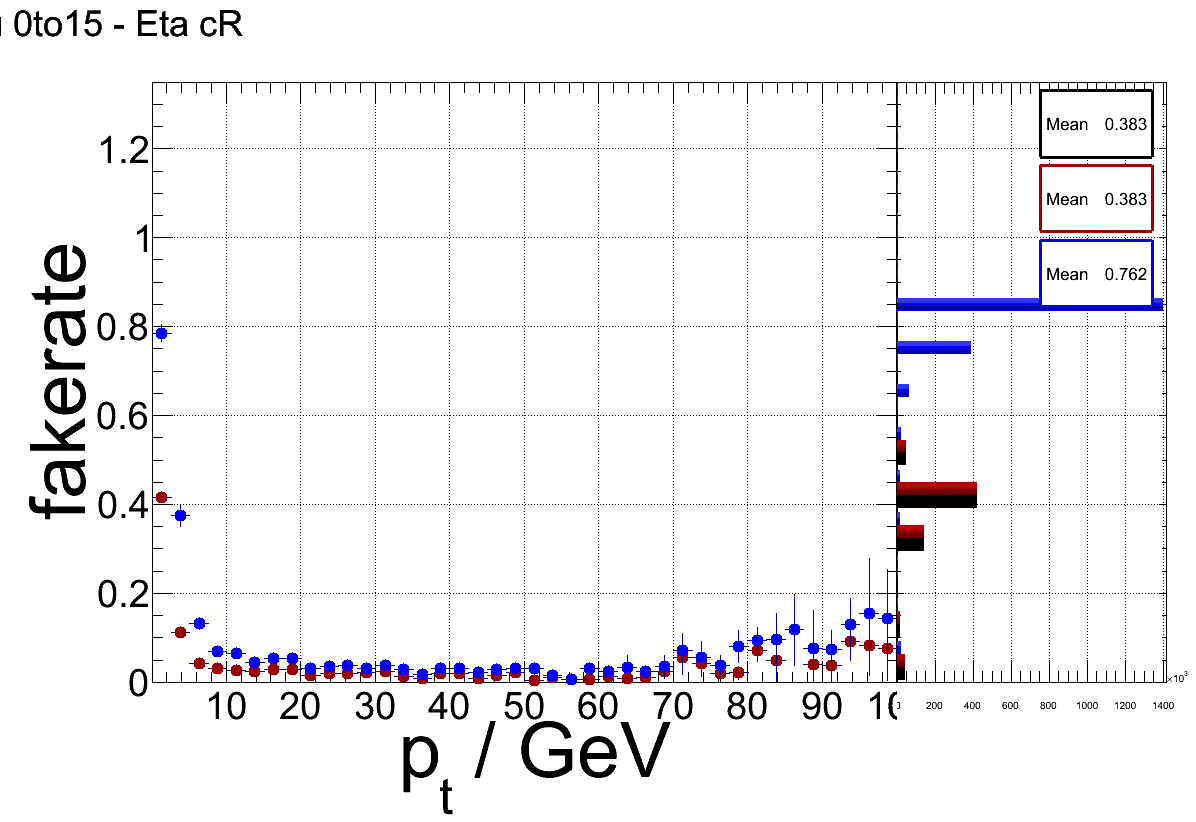 0to15 - Eta cR
fakerate
1.2
1
0.8
0.6
0.4
0.2
0
10 20 30 40 50 60 70 80 90
p_t / GeV
Mean 0.383
Mean 0.383
Mean 0.762
200 400 600 800 1000 1200 1400
×10³